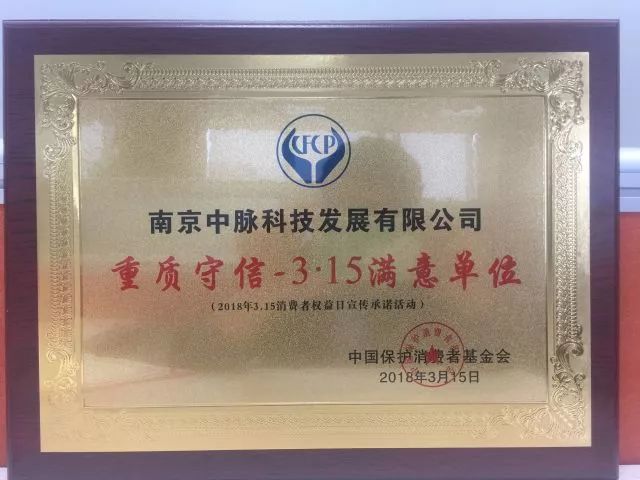 CFCP
南京中脉科技发展有限公司
重质守信-3·15满意单位
(2018年3.15消费者权益日宣传承诺活动)
中国保护消费者基金会
2018年3月15日